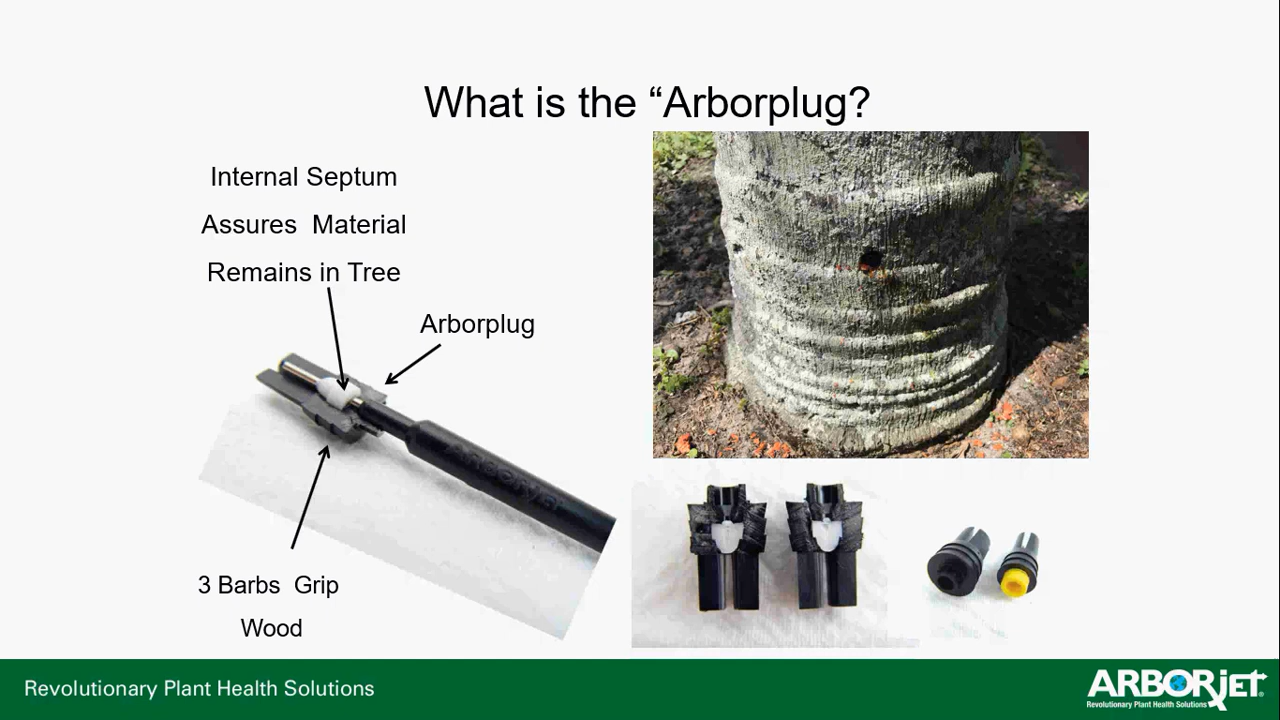 What is the “Arborplug?
Internal Septum
Assures Material
Remains in Tree
Arborplug
ARBORJET
3 Barbs Grip
Wood
Revolutionary Plant Health Solutions
ARBORjet
Revolutionary Plant Health Solutions